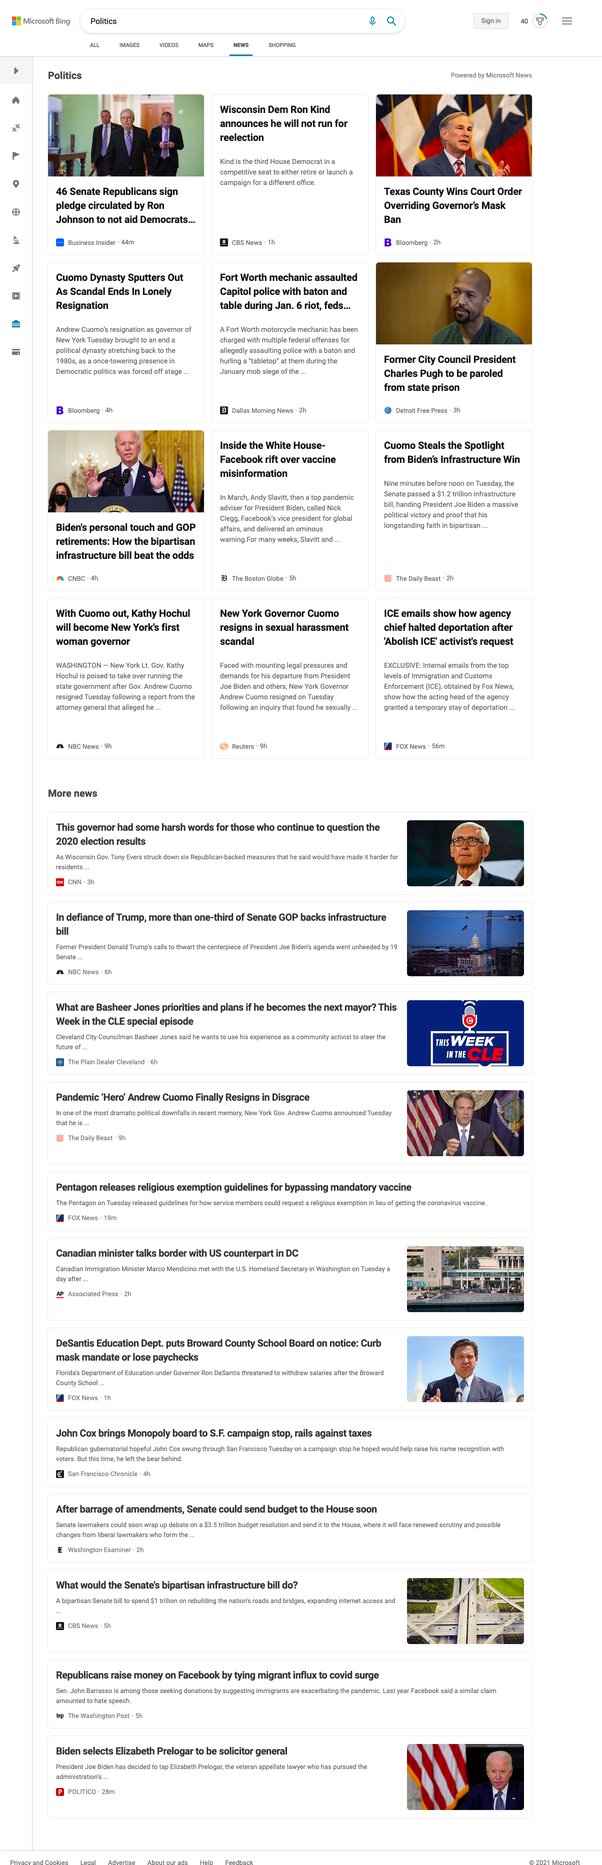 Microsoft Bing
Politics
Sign in
40
ALL
IMAGES
VIDEOS
MAPS
NEWS
SHOPPING
Politics
Powered by Microsoft News
46 Senate Republicans sign
pledge circulated by Ron
Johnson to not aid Democrats...
Business Insider · 44m
Wisconsin Dem Ron Kind
announces he will not run for
reelection
Kind is the third House Democrat in a
competitive seat to either retire or launch a
campaign for a different office.
CBS News · 1h
Texas County Wins Court Order
Overriding Governor's Mask
Ban
Bloomberg · 2h
Cuomo Dynasty Sputters Out
As Scandal Ends In Lonely
Resignation
Andrew Cuomo's resignation as governor of
New York Tuesday brought to an end a
political dynasty stretching back to the
1980s, as a once-towering presence in
Democratic politics was forced off stage ...
Bloomberg · 4h
Fort Worth mechanic assaulted
Capitol police with baton and
table during Jan. 6 riot, feds...
A Fort Worth motorcycle mechanic has been
charged with multiple federal offenses for
allegedly assaulting police with a baton and
hurling a "tabletop" at them during the
January mob siege of the ...
Dallas Morning News · 2h
Former City Council President
Charles Pugh to be paroled
from state prison
Detroit Free Press · 3h
Biden's personal touch and GOP
retirements: How the bipartisan
infrastructure bill beat the odds
CNBC · 4h
Inside the White House-
Facebook rift over vaccine
misinformation
In March, Andy Slavitt, then a top pandemic
adviser for President Biden, called Nick
Clegg, Facebook's vice president for global
affairs, and delivered an ominous
warning.For many weeks, Slavitt and ...
The Boston Globe · 5h
Cuomo Steals the Spotlight
from Biden's Infrastructure Win
Nine minutes before noon on Tuesday, the
Senate passed a $1.2 trillion infrastructure
bill, handing President Joe Biden a massive
political victory and proof that his
longstanding faith in bipartisan ...
The Daily Beast · 2h
With Cuomo out, Kathy Hochul
will become New York's first
woman governor
WASHINGTON — New York Lt. Gov. Kathy
Hochul is poised to take over running the
state government after Gov. Andrew Cuomo
resigned Tuesday following a report from the
attorney general that alleged he ...
NBC News · 9h
New York Governor Cuomo
resigns in sexual harassment
scandal
Faced with mounting legal pressures and
demands for his departure from President
Joe Biden and others, New York Governor
Andrew Cuomo resigned on Tuesday
following an inquiry that found he sexually ...
Reuters · 9h
ICE emails show how agency
chief halted deportation after
'Abolish ICE' activist's request
EXCLUSIVE: Internal emails from the top
levels of Immigration and Customs
Enforcement (ICE), obtained by Fox News,
show how the acting head of the agency
granted a temporary stay of deportation ...
FOX News · 56m
More news
This governor had some harsh words for those who continue to question the
2020 election results
As Wisconsin Gov. Tony Evers struck down six Republican-backed measures that he said would have made it harder for
residents ...
CNN · 3h
In defiance of Trump, more than one-third of Senate GOP backs infrastructure
bill
Former President Donald Trump's calls to thwart the centerpiece of President Joe Biden's agenda went unheeded by 19
Senate ...
NBC News · 6h
What are Basheer Jones priorities and plans if he becomes the next mayor? This
Week in the CLE special episode
Cleveland City Councilman Basheer Jones said he wants to use his experience as a community activist to steer the
future of ...
The Plain Dealer Cleveland · 6h
THIS WEEK
IN THE CLE
Pandemic 'Hero' Andrew Cuomo Finally Resigns in Disgrace
In one of the most dramatic political downfalls in recent memory, New York Gov. Andrew Cuomo announced Tuesday
that he is ...
The Daily Beast · 9h
Pentagon releases religious exemption guidelines for bypassing mandatory vaccine
The Pentagon on Tuesday released guidelines for how service members could request a religious exemption in lieu of getting the coronavirus vaccine.
FOX News · 19m
Canadian minister talks border with US counterpart in DC
Canadian Immigration Minister Marco Mendicino met with the U.S. Homeland Secretary in Washington on Tuesday a
day after ...
AP Associated Press · 2h
DeSantis Education Dept. puts Broward County School Board on notice: Curb
mask mandate or lose paychecks
Florida's Department of Education under Governor Ron DeSantis threatened to withdraw salaries after the Broward
County School ...
FOX News · 1h
John Cox brings Monopoly board to S.F. campaign stop, rails against taxes
Republican gubernatorial hopeful John Cox swung through San Francisco Tuesday on a campaign stop he hoped would help raise his name recognition with
voters. But this time, he left the bear behind.
San Francisco Chronicle · 4h
After barrage of amendments, Senate could send budget to the House soon
Senate lawmakers could soon wrap up debate on a $3.5 trillion budget resolution and send it to the House, where it will face renewed scrutiny and possible
changes from liberal lawmakers who form the ...
Washington Examiner · 2h
What would the Senate's bipartisan infrastructure bill do?
A bipartisan Senate bill to spend $1 trillion on rebuilding the nation's roads and bridges, expanding internet access and
...
CBS News · 5h
Republicans raise money on Facebook by tying migrant influx to covid surge
Sen. John Barrasso is among those seeking donations by suggesting immigrants are exacerbating the pandemic. Last year Facebook said a similar claim
amounted to hate speech.
wp The Washington Post · 5h
Biden selects Elizabeth Prelogar to be solicitor general
President Joe Biden has decided to tap Elizabeth Prelogar, the veteran appellate lawyer who has pursued the
administration's ...
POLITICO · 28m
Privacy and Cookies
Legal
Advertise
About our ads
Help
Feedback
© 2021 Microsoft